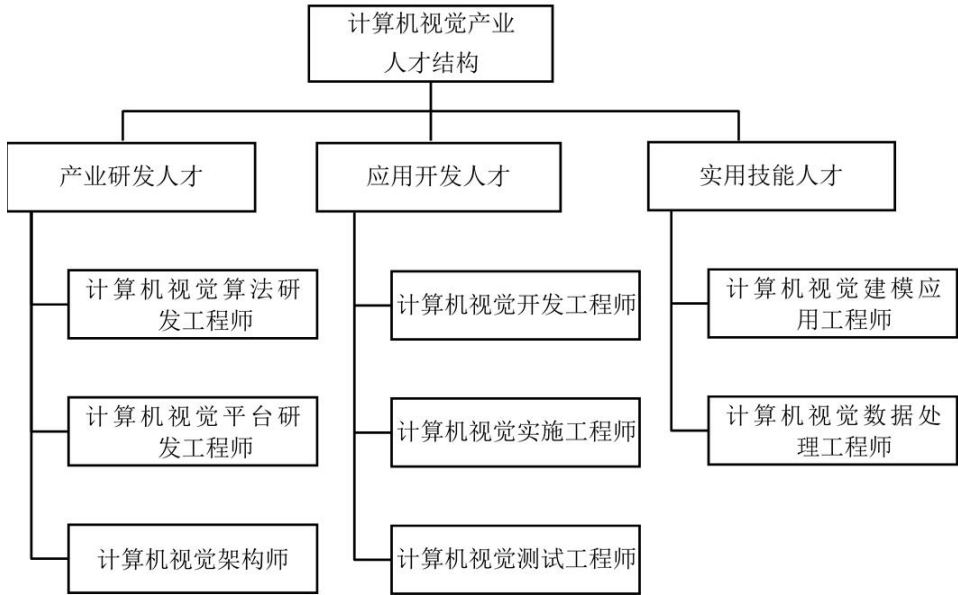 计算机视觉产业
人才结构
产业研发人才
计算机视觉算法研
发工程师
计算机视觉平台研
发工程师
计算机视觉架构师
应用开发人才
计算机视觉开发工程师
计算机视觉实施工程师
计算机视觉测试工程师
实用技能人才
计算机视觉建模应
用工程师
计算机视觉数据处
理工程师